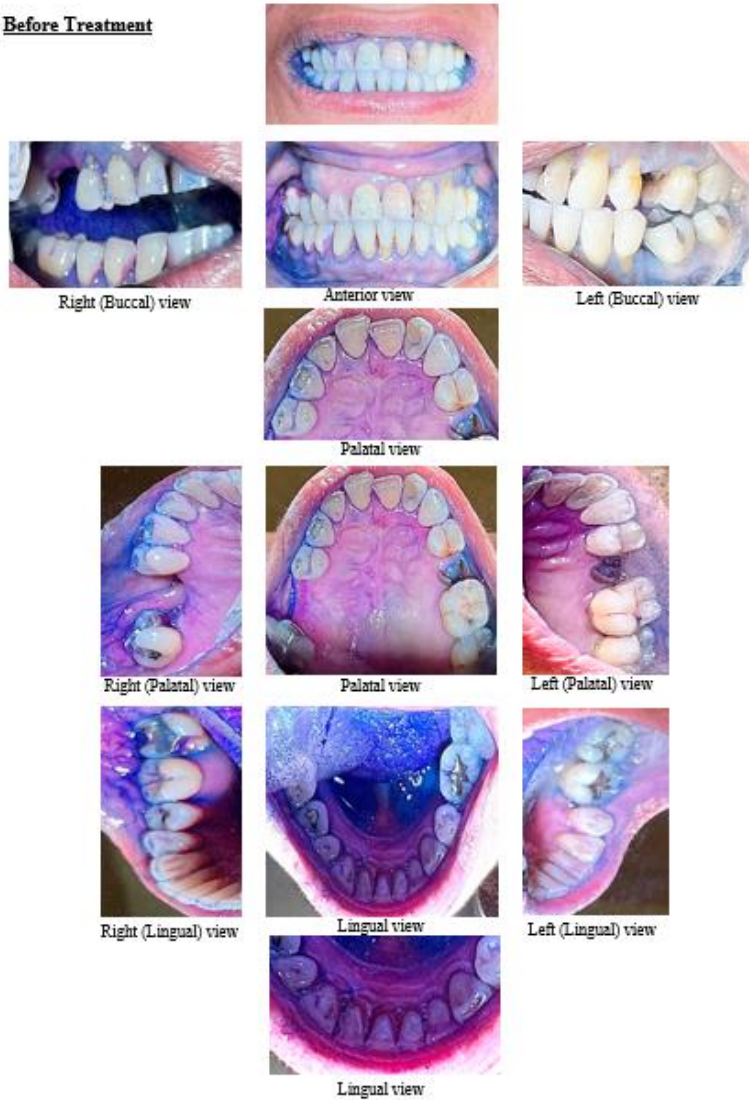 Before Treatment
Right (Buccal) view
Anterior view
Left (Buccal) view
Palatal view
Right (Palatal) view
Palatal view
Left (Palatal) view
Right (Lingual) view
Lingual view
Left (Lingual) view
Lingual view